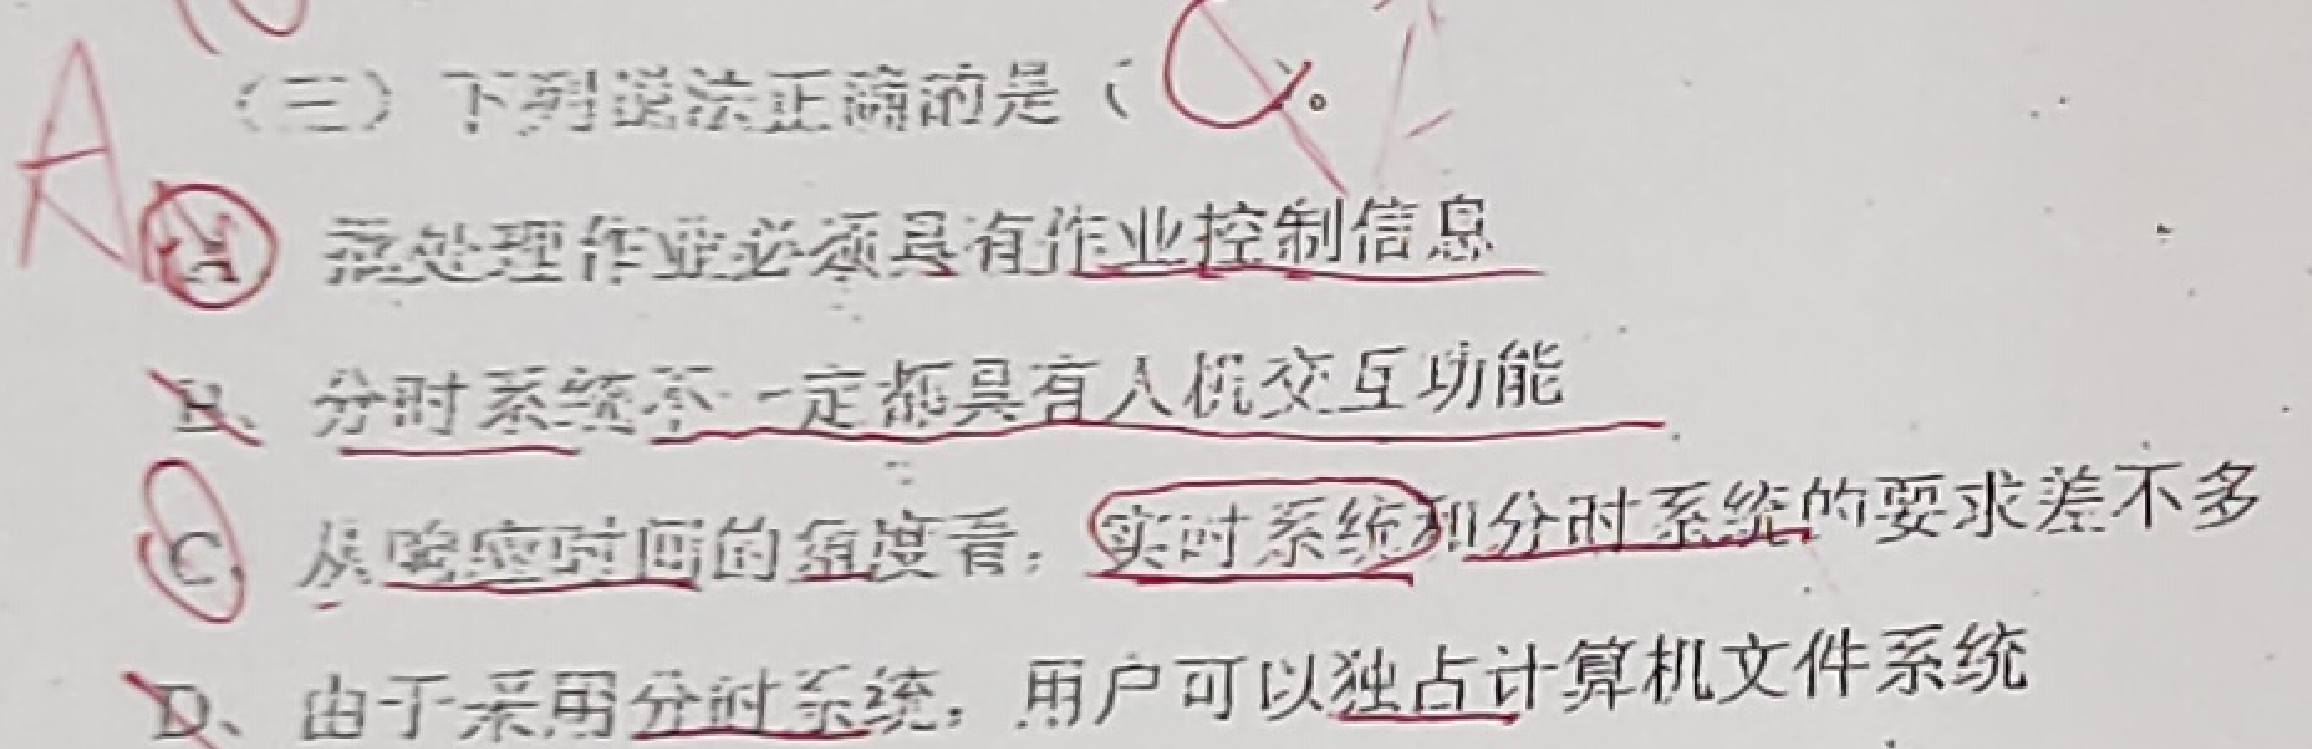 A
（三）下列说法正确的是（ ）。
A、批处理作业必须具有作业控制信息
B、分时系统不一定都具有人机交互功能
C、从响应时间的角度看，实时系统和分时系统的要求差不多
D、由于采用分时系统，用户可以独占计算机文件系统